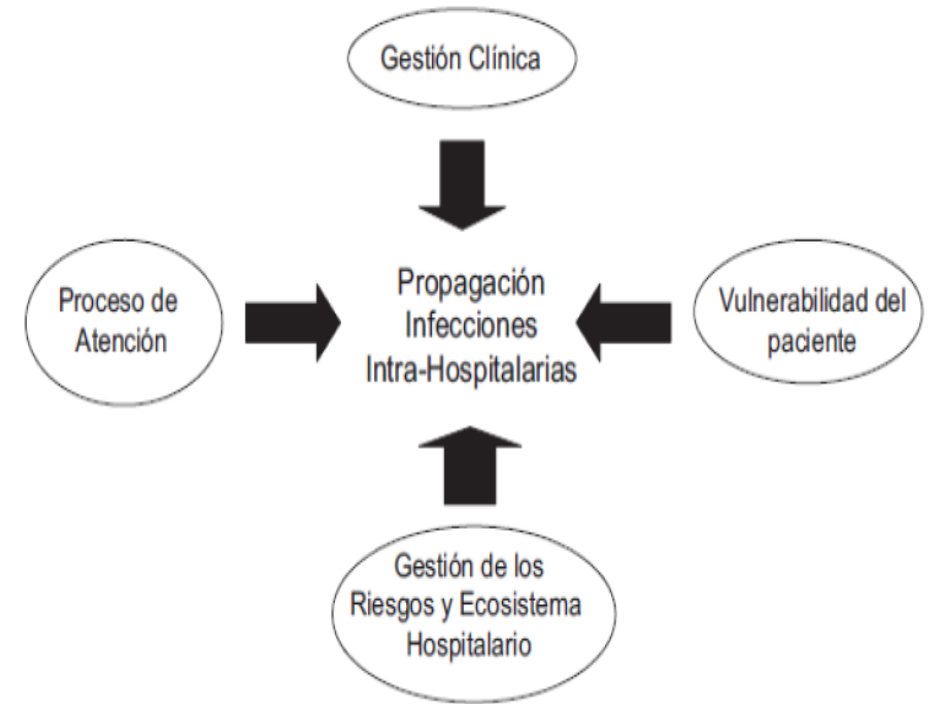 Gestión Clínica
Proceso de
Atención
Propagación
Infecciones
Intra-Hospitalarias
Vulnerabilidad del
paciente
Gestión de los
Riesgos y Ecosistema
Hospitalario